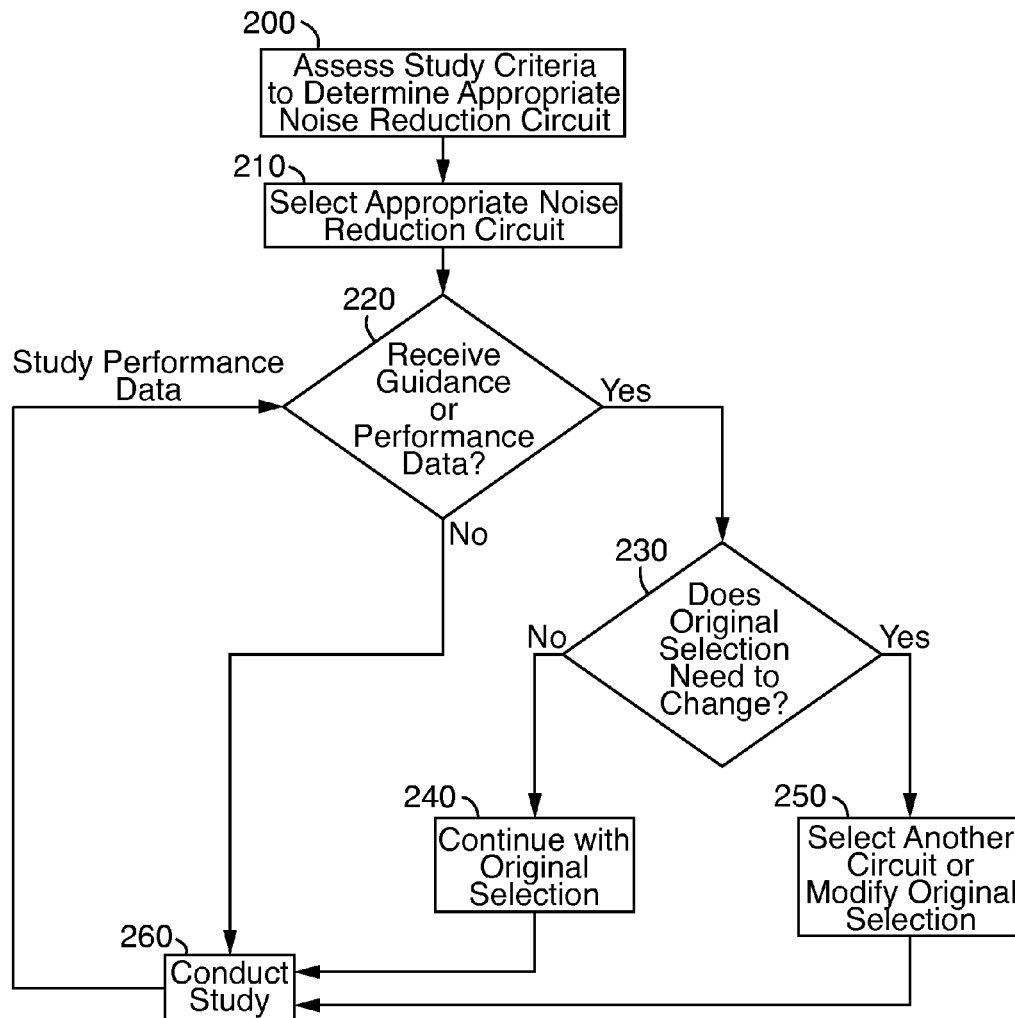 200
Assess Study Criteria
to Determine Appropriate
Noise Reduction Circuit
210
Select Appropriate Noise
Reduction Circuit
220
Receive
Guidance
or
Performance
Data?
Study Performance
Data
Yes
No
230
Does
Original
Selection
Need to
Change?
No
Yes
240
Continue with
Original
Selection
250
Select Another
Circuit or
Modify Original
Selection
260
Conduct
Study